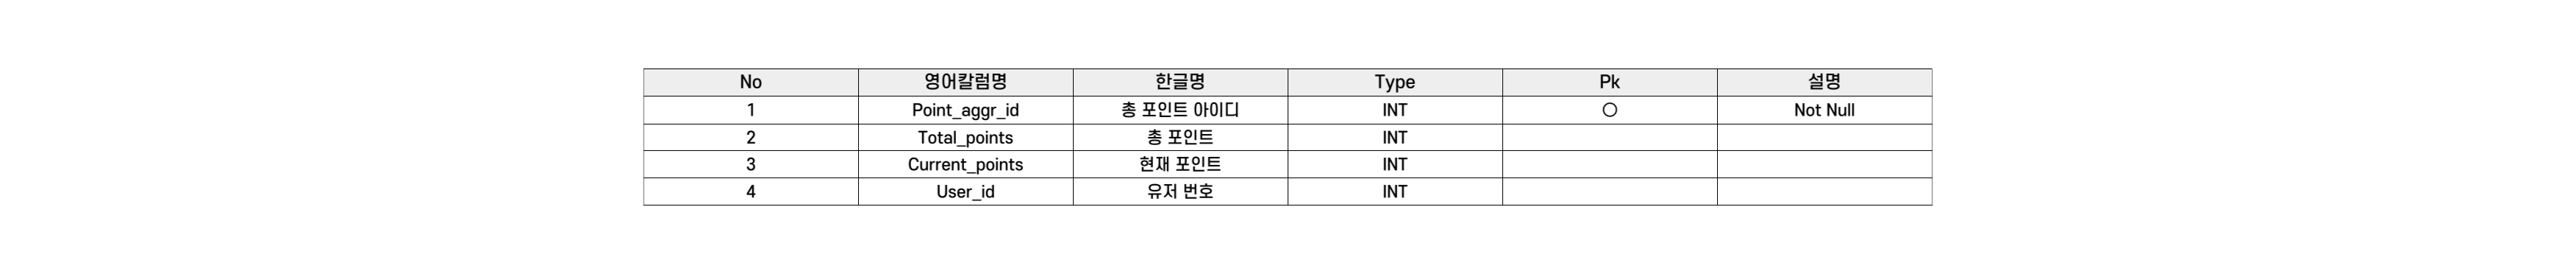 No 영어칼럼명 한글명 Type Pk 설명
1 Point_aggr_id 총 포인트 아이디 INT ○ Not Null
2 Total_points 총 포인트 INT
3 Current_points 현재 포인트 INT
4 User_id 유저 번호 INT